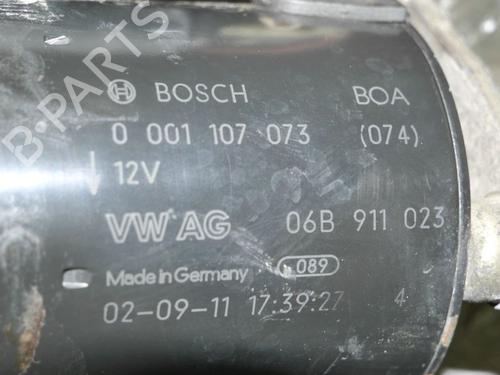 BOSCH BOA
0 001 107 073 (074)
12V
VW AG 06B 911 023
Made in Germany 089
02-09-11 17:39:27 4